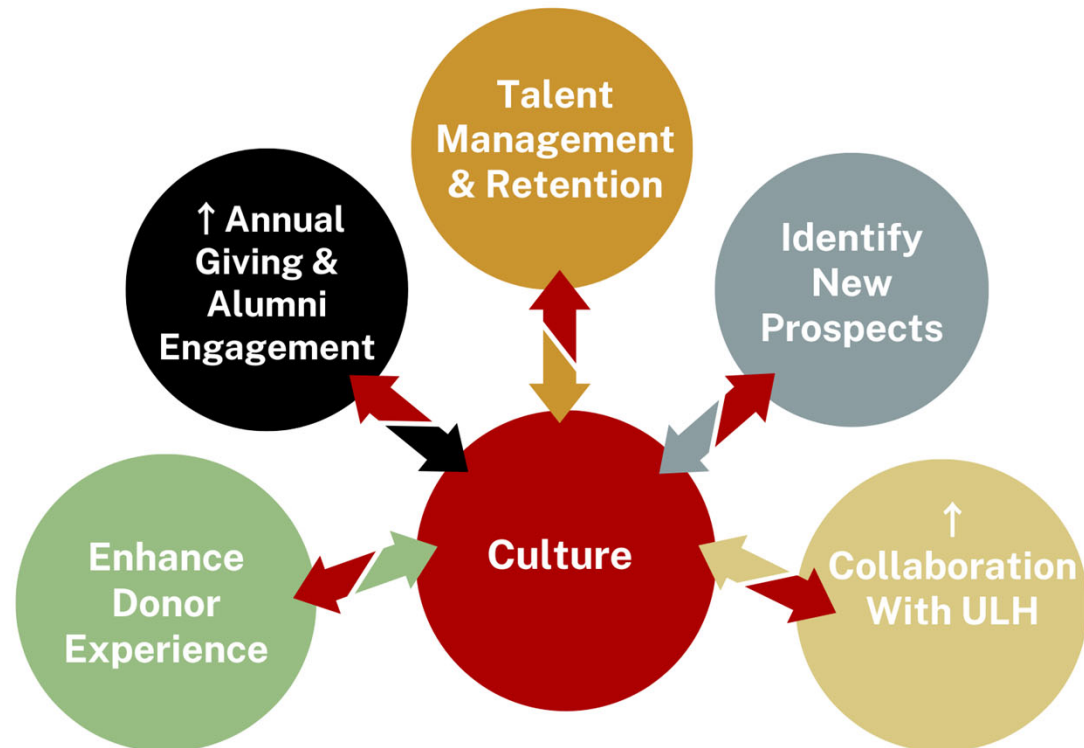 Talent
Management
& Retention
↑ Annual
Giving &
Alumni
Engagement
Identify
New
Prospects
Enhance
Donor
Experience
Culture
↑
Collaboration
With ULH